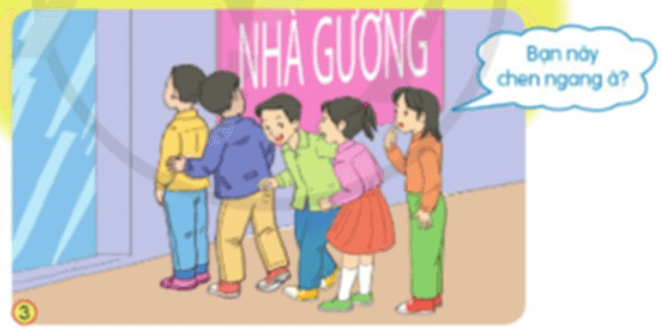 NHÀ GƯƠNG
Bạn này
chen ngang à?
3